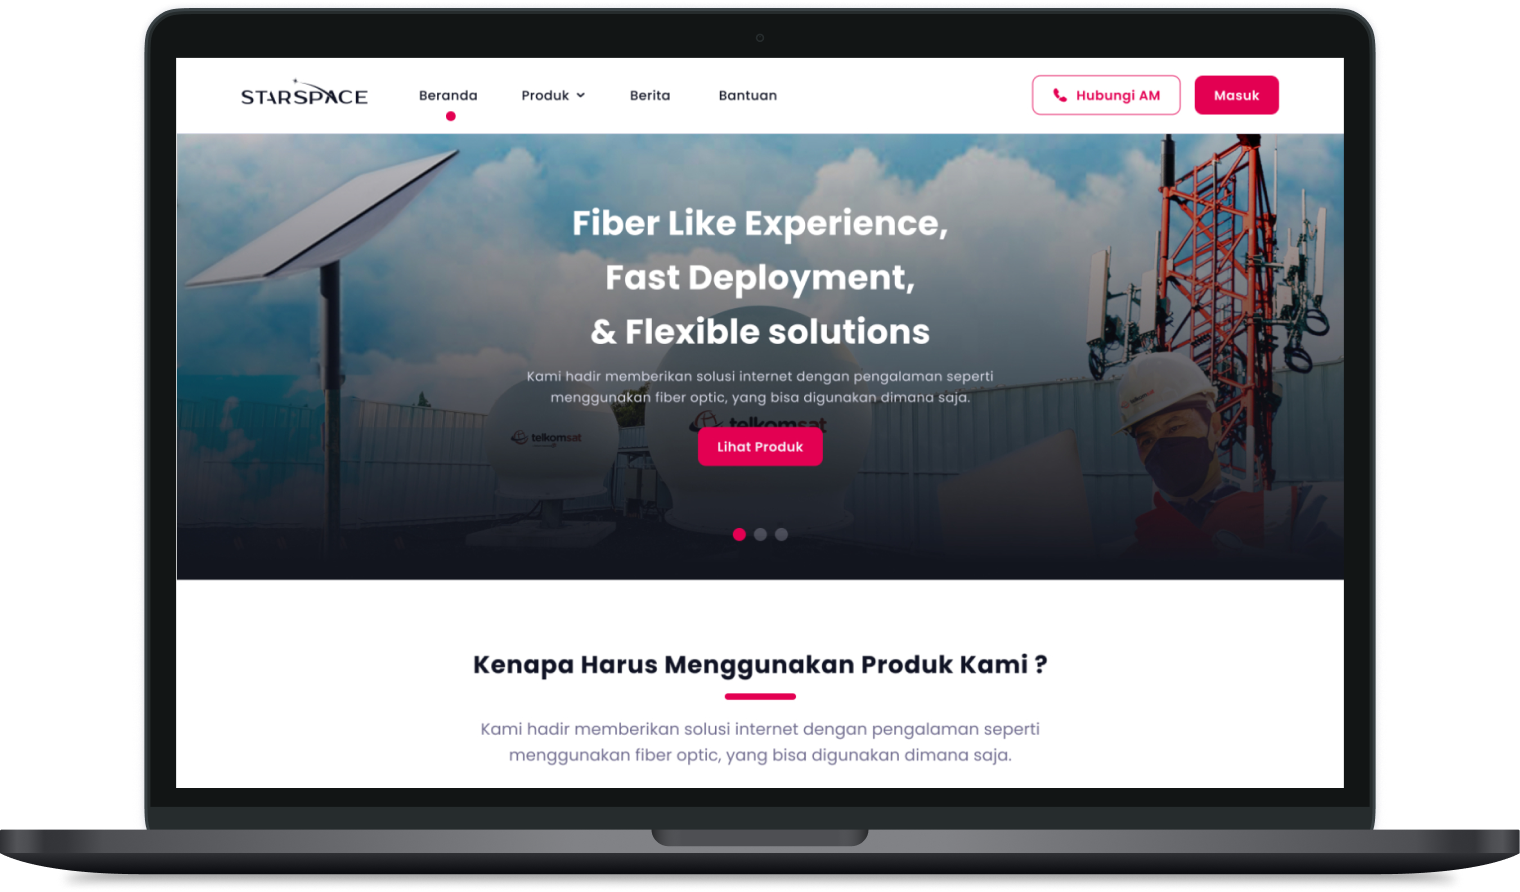 STARSPACE
Beranda
Produk
Berita
Bantuan
Hubungi AM
Masuk
Fiber Like Experience,
Fast Deployment,
& Flexible solutions
Kami hadir memberikan solusi internet dengan pengalaman seperti
menggunakan fiber optic, yang bisa digunakan dimana saja.
telkomsat
telkomsat
Lihat Produk
Kenapa Harus Menggunakan Produk Kami ?
Kami hadir memberikan solusi internet dengan pengalaman seperti
menggunakan fiber optic, yang bisa digunakan dimana saja.